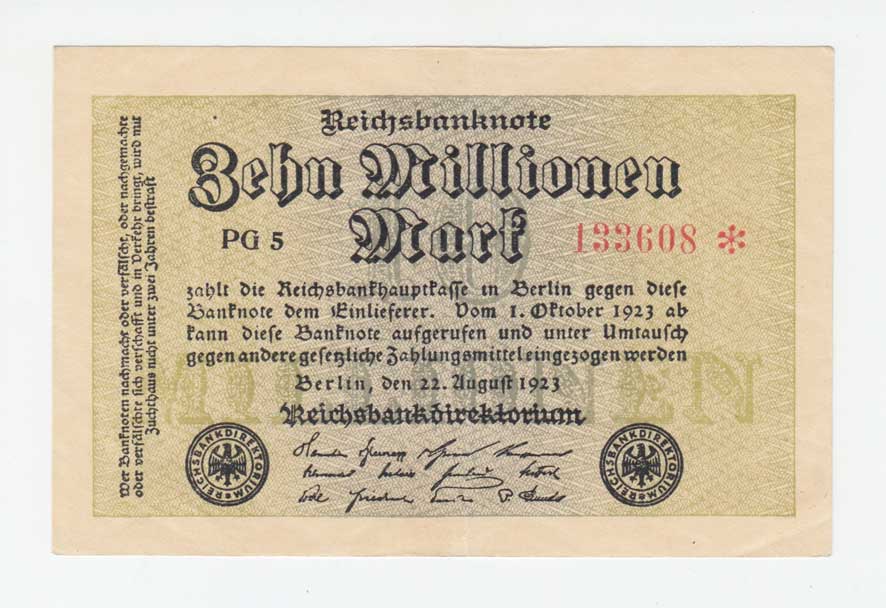 Reichsbanknote
Zehn Millionen
Mark
PG 5
133608 *
zahlt die Reichsbankhauptkasse in Berlin gegen diese
Banknote dem Einlieferer. Vom 1. Oktober 1923 ab
kann diese Banknote aufgerufen und unter Umtausch
gegen andere gesetzliche Zahlungsmittel eingezogen werden
Berlin, den 22. August 1923
Reichsbankdirektorium
REICHSBANKDIREKTORIUM
REICHSBANKDIREKTORIUM
Wer Banknoten nachmacht oder verfälscht, oder nachgemachte
oder verfälschte sich verschafft und in Verkehr bringt, wird mit
Zuchthaus nicht unter zwei Jahren bestraft
10
MILLIONEN